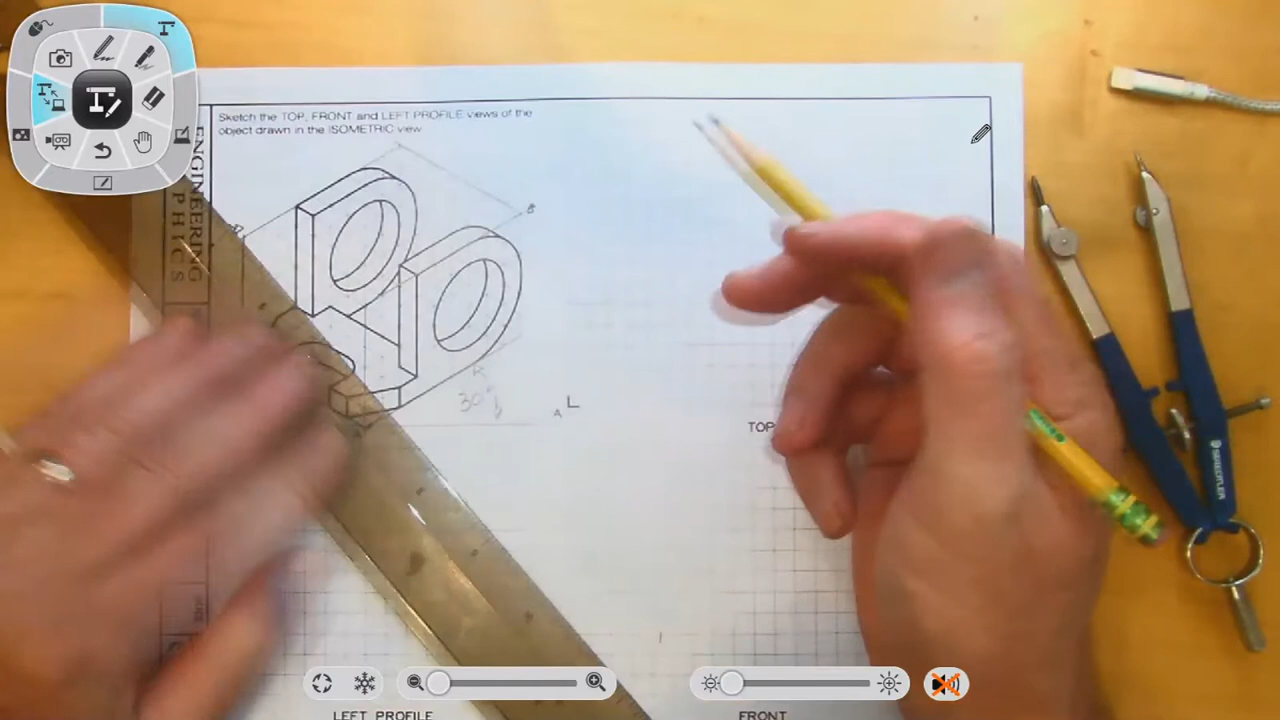 Sketch the TOP, FRONT and LEFT PROFILE views of the
object drawn in the ISOMETRIC view
ENGINEERING
PHICS
B
30°
A
L
TOP
STAEDTLER
LEFT PROFILE
FRONT